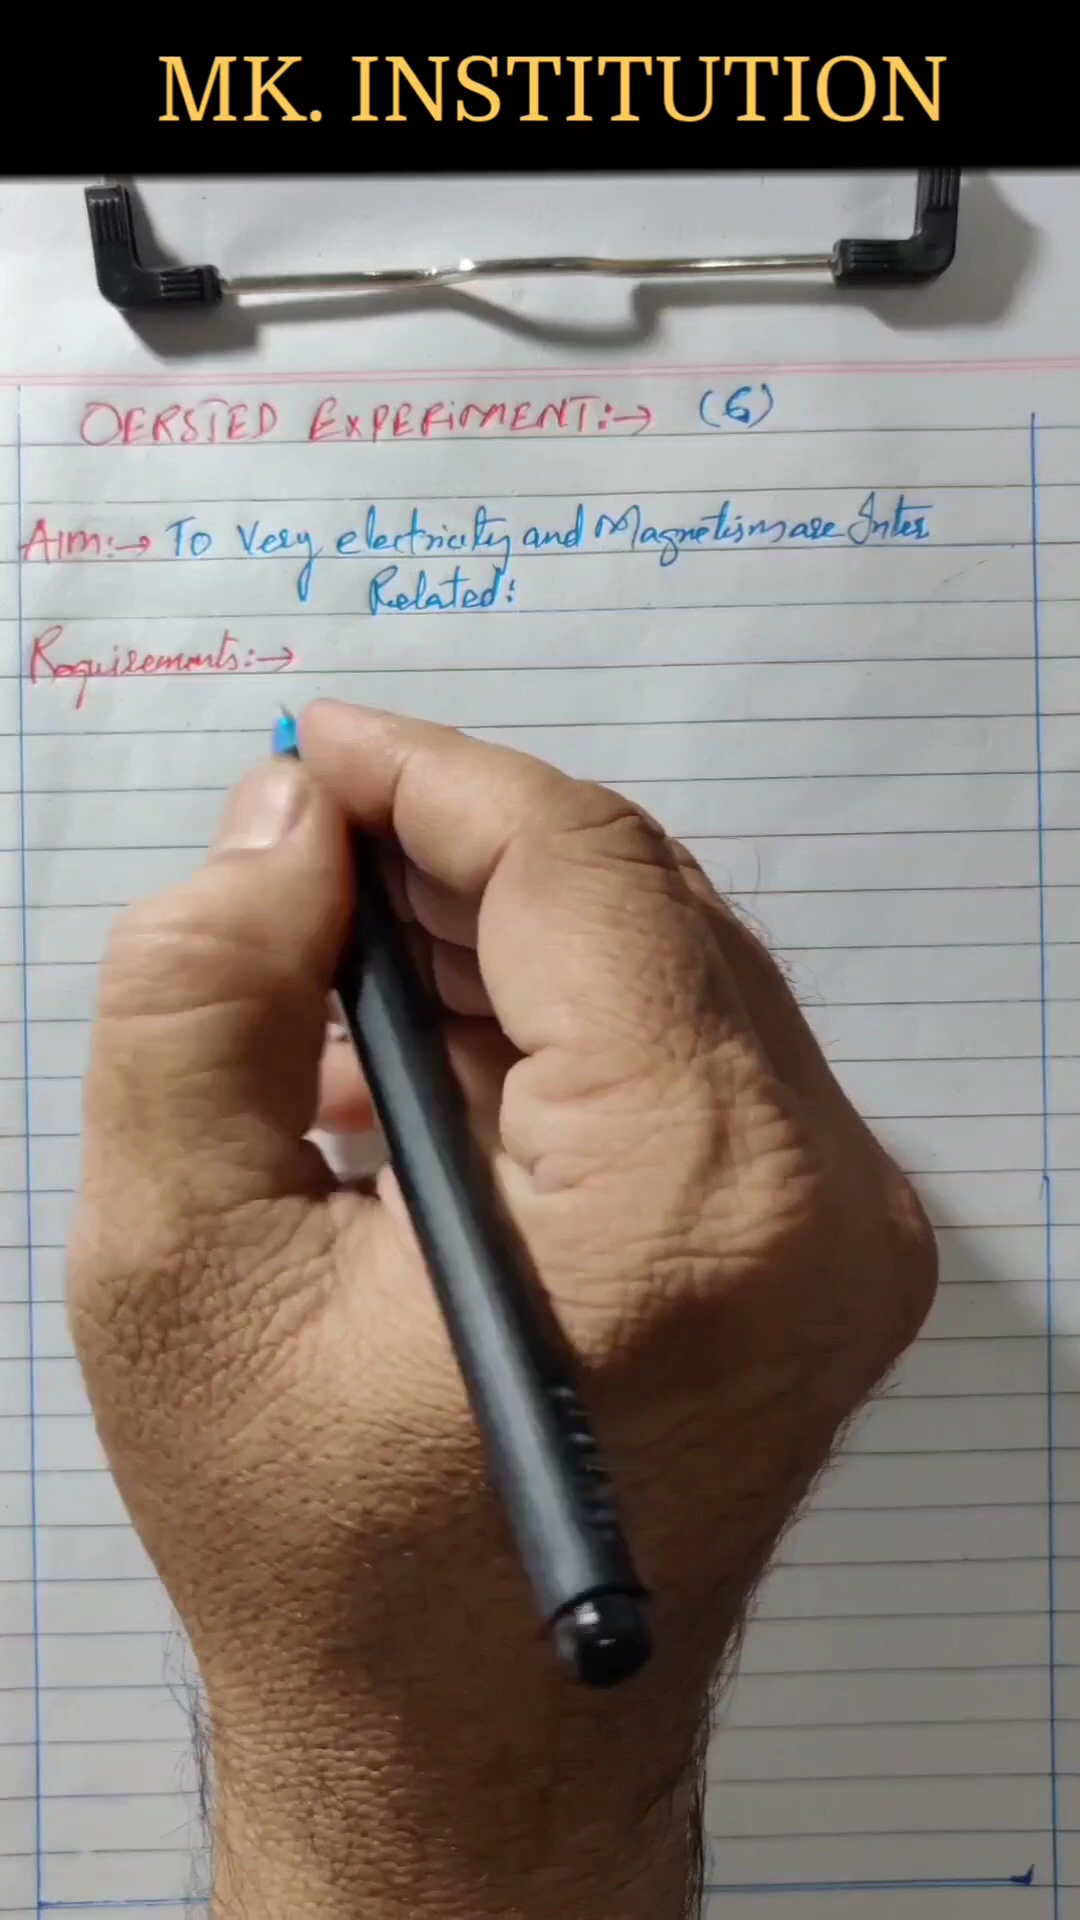 MK. INSTITUTION
OERSTED EXPERIMENT:→ (6)
Aim:→ To Very electricity and Magnetism are Inter
Related:
Requirements:→